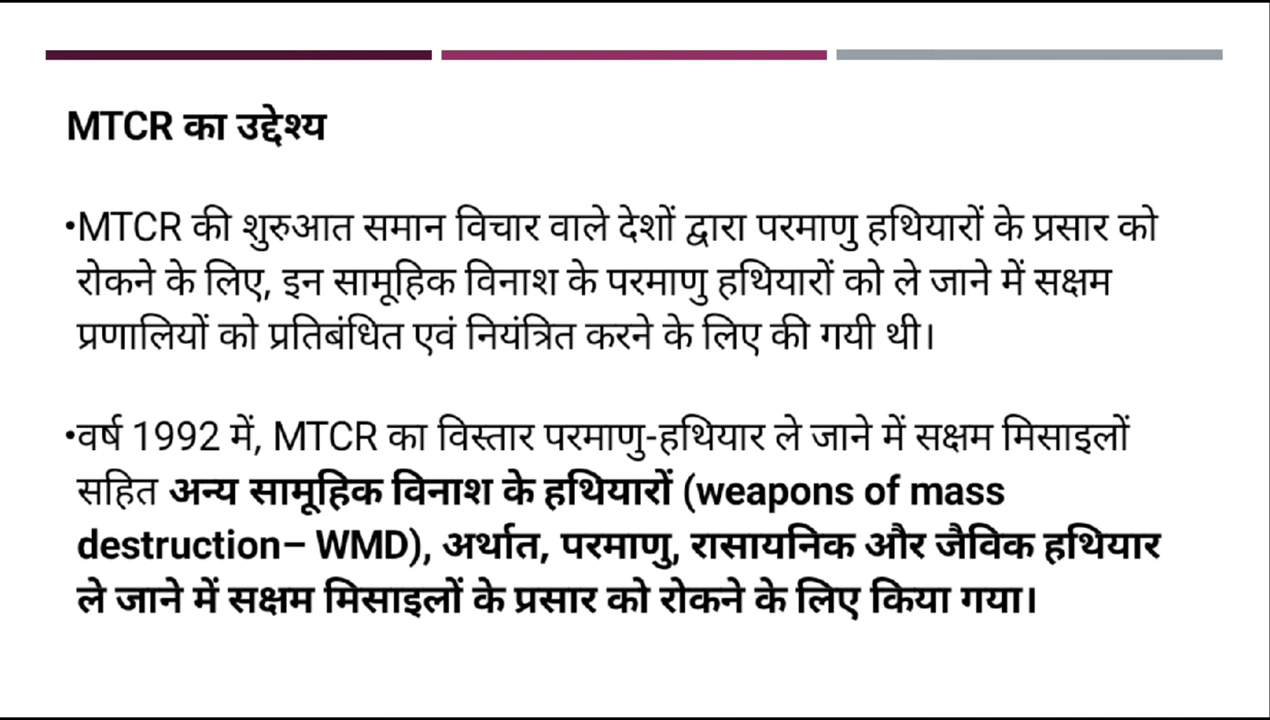 MTCR का उद्देश्य
•MTCR की शुरुआत समान विचार वाले देशों द्वारा परमाणु हथियारों के प्रसार को
रोकने के लिए, इन सामूहिक विनाश के परमाणु हथियारों को ले जाने में सक्षम
प्रणालियों को प्रतिबंधित एवं नियंत्रित करने के लिए की गयी थी।
•वर्ष 1992 में, MTCR का विस्तार परमाणु-हथियार ले जाने में सक्षम मिसाइलों
सहित अन्य सामूहिक विनाश के हथियारों (weapons of mass
destruction– WMD), अर्थात, परमाणु, रासायनिक और जैविक हथियार
ले जाने में सक्षम मिसाइलों के प्रसार को रोकने के लिए किया गया।